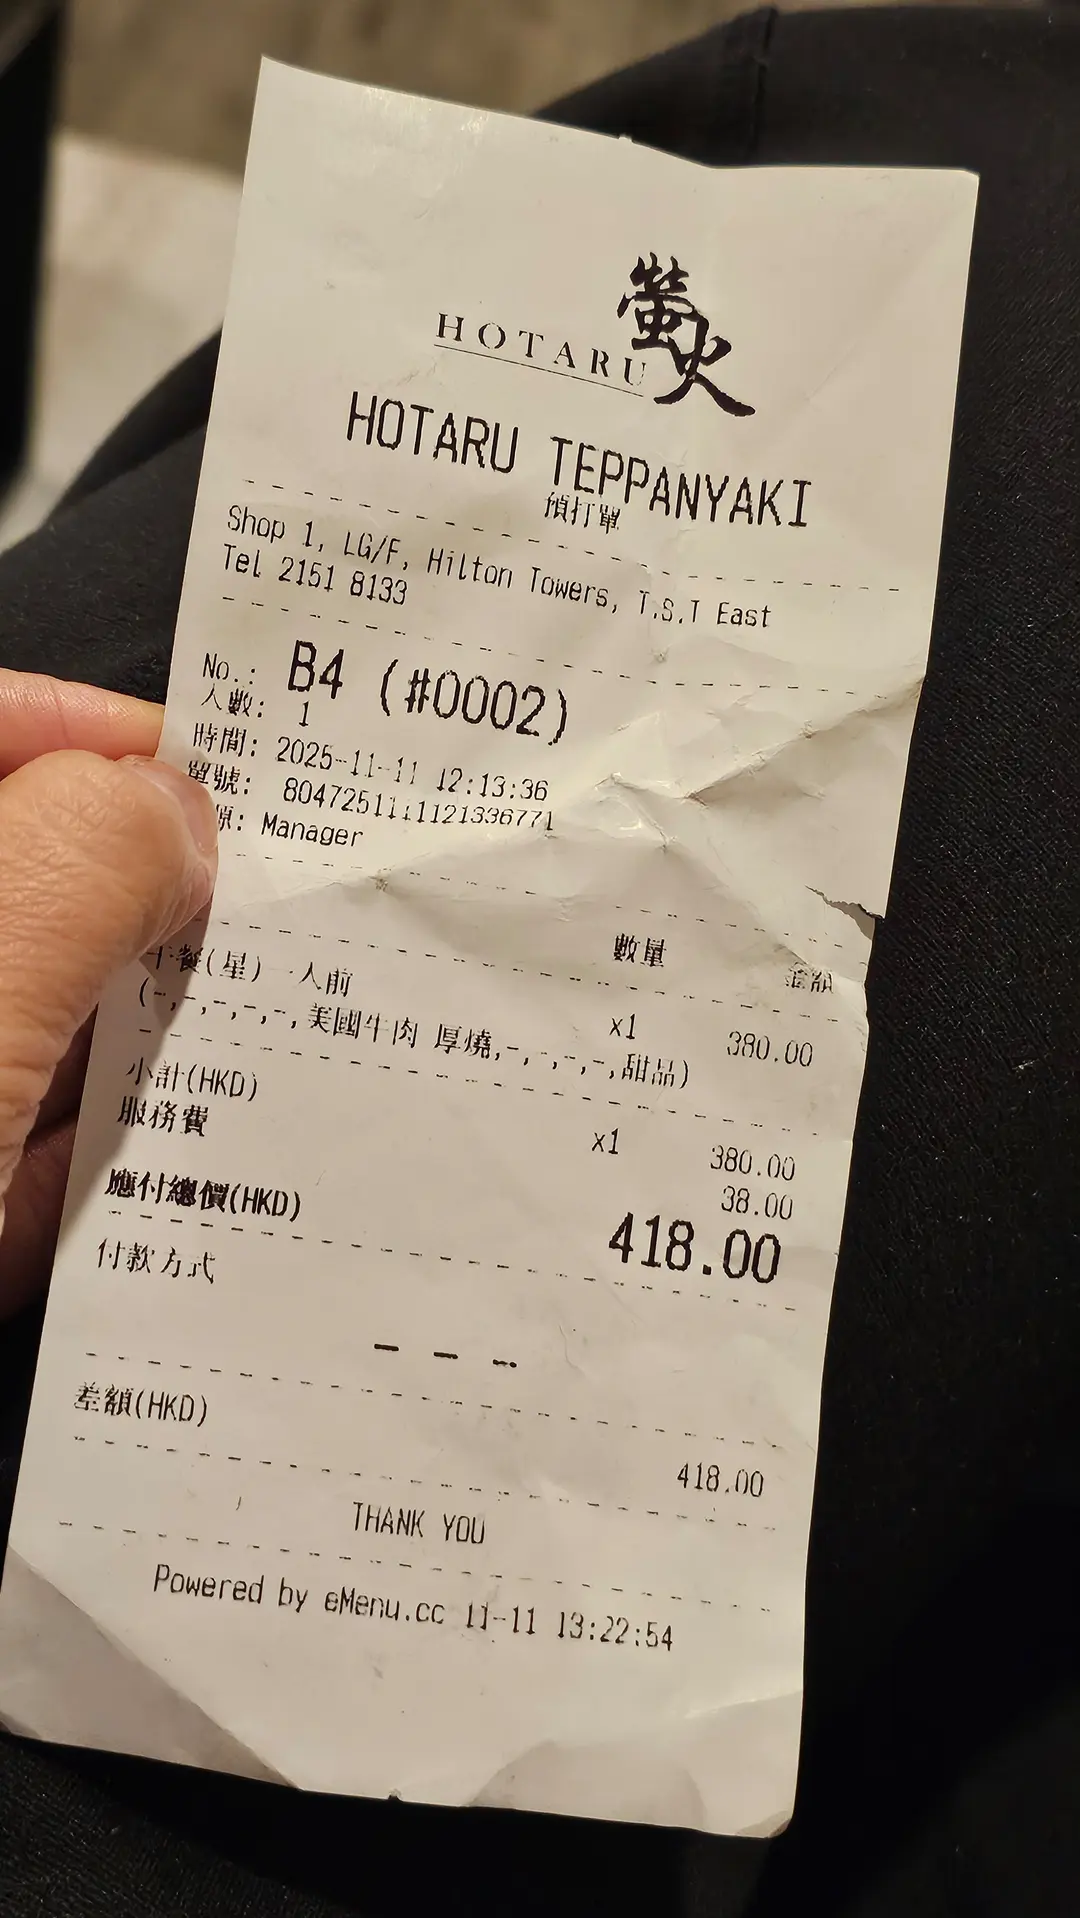 HOTARU 螢火
HOTARU TEPPANYAKI
預打單
Shop 1, LG/F, Hilton Towers, T.S.T East
Tel 2151 8133
No.: B4 (#0002)
人數: 1
時間: 2025-11-11 12:13:36
單號: 8047251111121336771
源: Manager
數量 金額
午餐(星) 一人前 x1 380.00
(-,-,-,-,-,美國牛肉 厚燒,-,-,-,-,甜品)
小計(HKD) x1 380.00
服務費 38.00
應付總價(HKD) 418.00
付款方式
- - -
差額(HKD) 418.00
THANK YOU
Powered by eMenu.cc 11-11 13:22:54